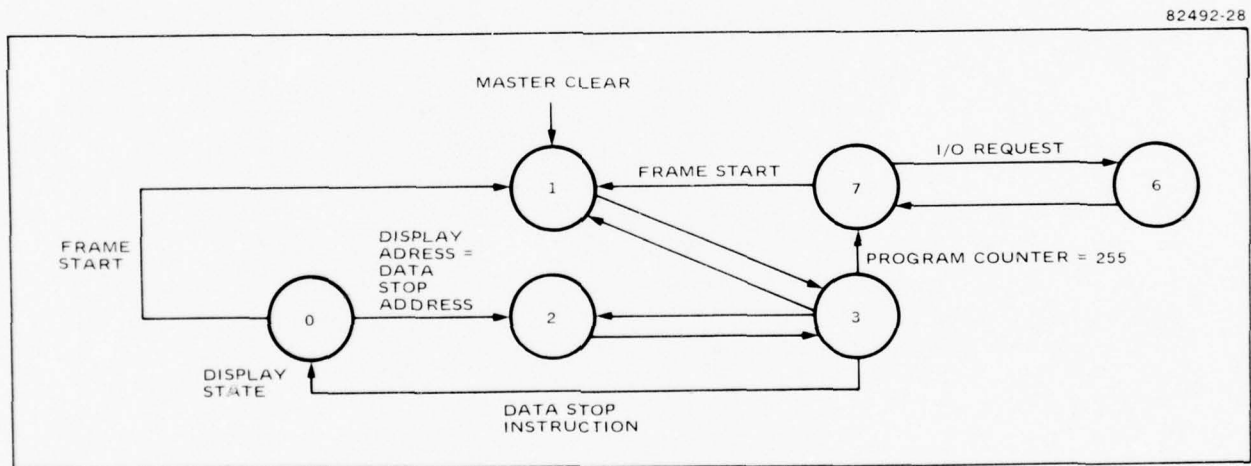 82492-28
MASTER CLEAR
I/O REQUEST
1
FRAME START
7
6
FRAME
START
DISPLAY
ADRESS =
DATA
STOP
ADDRESS
PROGRAM COUNTER = 255
0
2
3
DISPLAY
STATE
DATA STOP
INSTRUCTION